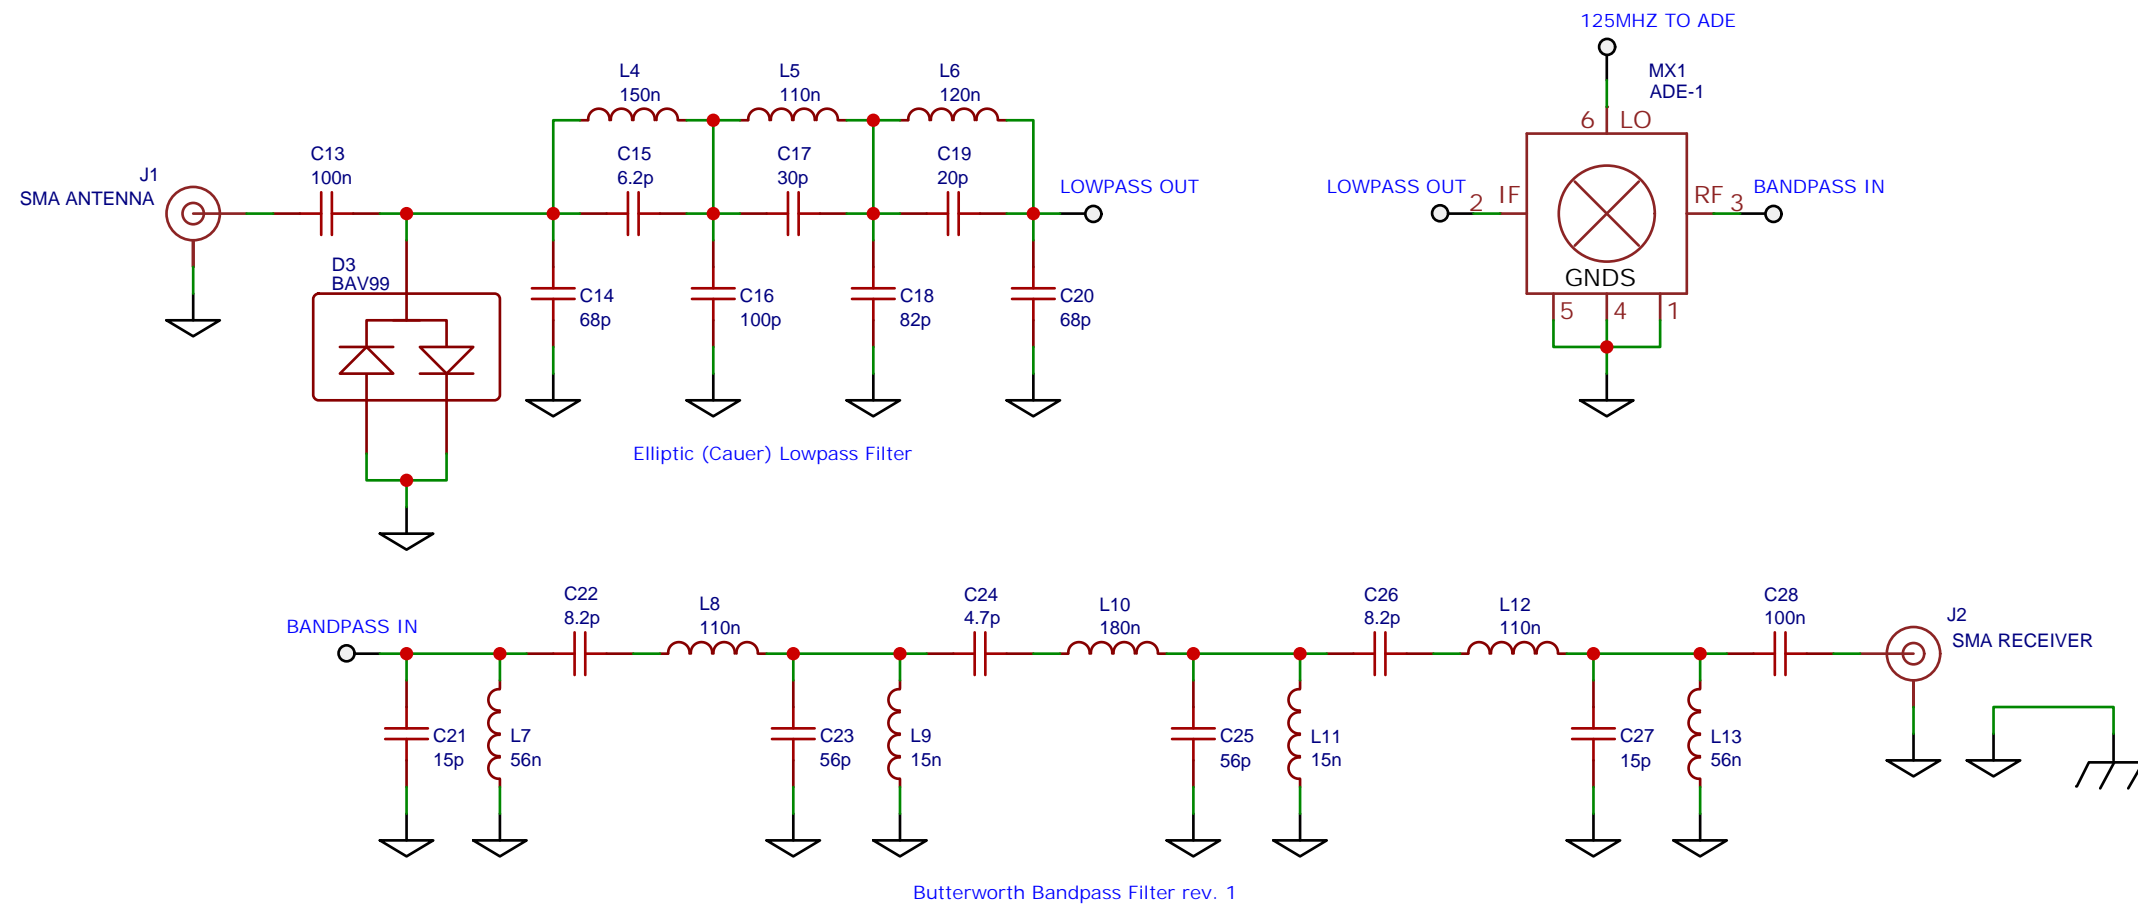 125MHZ TO ADE
L4
150n
L5
110n
L6
120n
MX1
ADE-1
6 LO
C13
100n
C15
6.2p
C17
30p
C19
20p
J1
SMA ANTENNA
LOWPASS OUT
LOWPASS OUT 2 IF
RF 3 BANDPASS IN
D3
BAV99
GNDS
C14
68p
C16
100p
C18
82p
C20
68p
5 4 1
Elliptic (Cauer) Lowpass Filter
C22
8.2p
L8
110n
C24
4.7p
L10
180n
C26
8.2p
L12
110n
C28
100n
J2
SMA RECEIVER
BANDPASS IN
C21
15p
L7
56n
C23
56p
L9
15n
C25
56p
L11
15n
C27
15p
L13
56n
Butterworth Bandpass Filter rev. 1